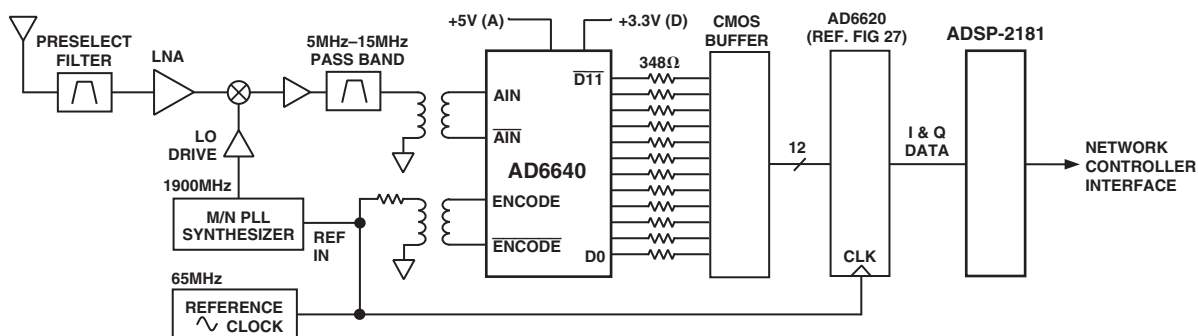 PRESELECT
FILTER
LNA
5MHz–15MHz
PASS BAND
LO
DRIVE
1900MHz
M/N PLL
SYNTHESIZER
REF
IN
65MHz
REFERENCE
CLOCK
+5V (A)
+3.3V (D)
AIN
AIN
AD6640
ENCODE
ENCODE
D11
D0
348Ω
CMOS
BUFFER
12
AD6620
(REF. FIG 27)
CLK
I & Q
DATA
ADSP-2181
NETWORK
CONTROLLER
INTERFACE